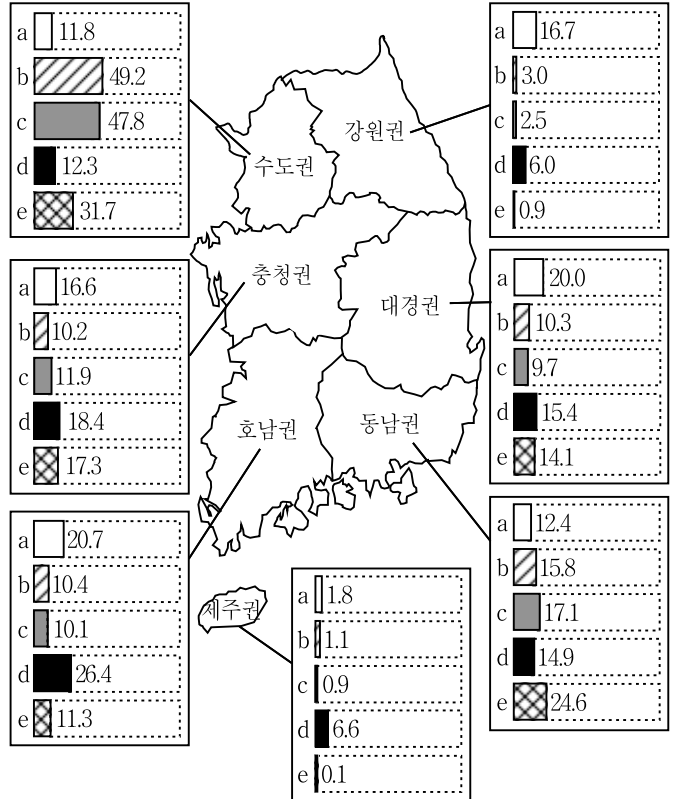 a 11.8
b 49.2
c 47.8
d 12.3
e 31.7
a 16.7
b 3.0
c 2.5
d 6.0
e 0.9
강원권
수도권
충청권
대경권
호남권
동남권
제주권
a 16.6
b 10.2
c 11.9
d 18.4
e 17.3
a 20.0
b 10.3
c 9.7
d 15.4
e 14.1
a 20.7
b 10.4
c 10.1
d 26.4
e 11.3
a 12.4
b 15.8
c 17.1
d 14.9
e 24.6
a 1.8
b 1.1
c 0.9
d 6.6
e 0.1